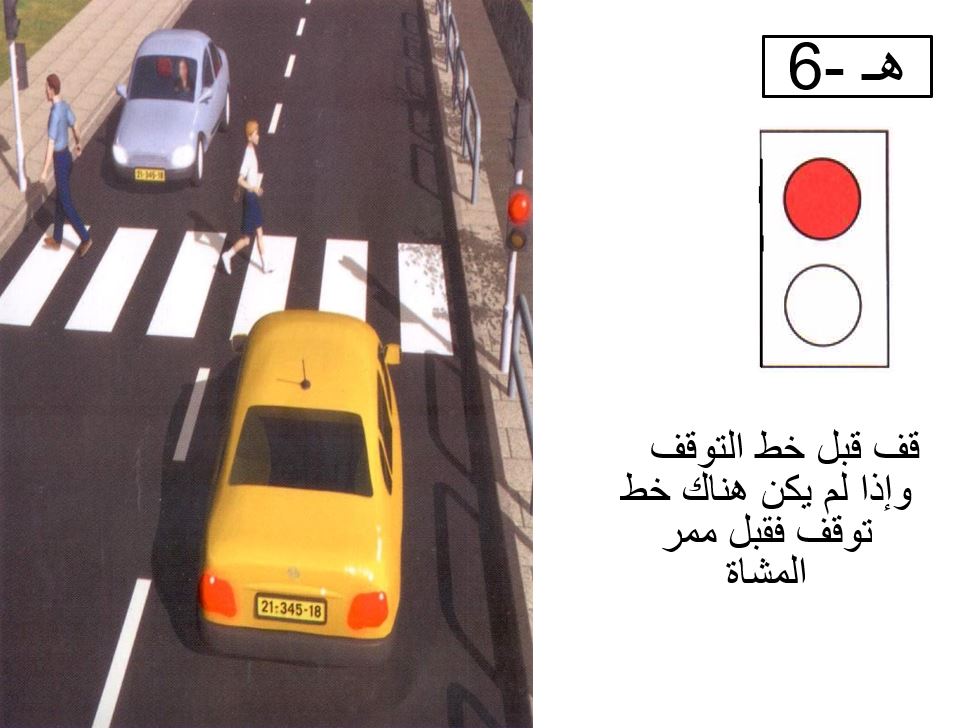 هـ -6
قف قبل خط التوقف
وإذا لم يكن هناك خط
توقف فقبل ممر
المشاة
21-345-18
21:345-18